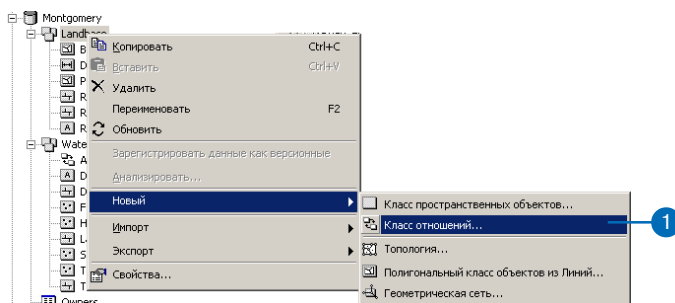 Montgomery
Landbase
B
Копировать Ctrl+C
D
Вставить Ctrl+V
P
Удалить
R
Переименовать F2
R
Обновить
R
Wate
Зарегистрировать данные как версионные
A
Анализировать...
D
D
Новый
Класс пространственных объектов...
F
Класс отношений...
1
H
Импорт
L
Топология...
S
Экспорт
Полигональный класс объектов из Линий...
T
Свойства...
T
Геометрическая сеть...
Owners